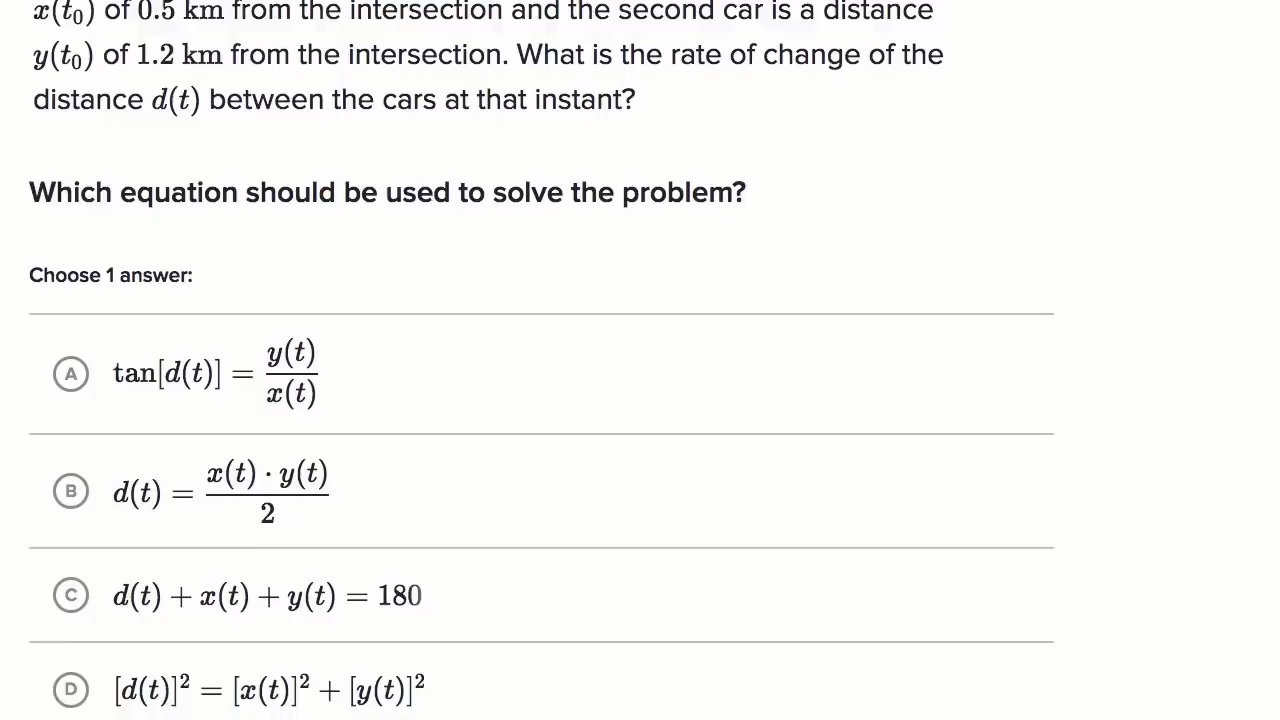 x(t₀) of 0.5 km from the intersection and the second car is a distance
y(t₀) of 1.2 km from the intersection. What is the rate of change of the
distance d(t) between the cars at that instant?
Which equation should be used to solve the problem?
Choose 1 answer:
A tan[d(t)] = y(t)/x(t)
B d(t) = x(t) · y(t)/2
C d(t) + x(t) + y(t) = 180
D [d(t)]² = [x(t)]² + [y(t)]²